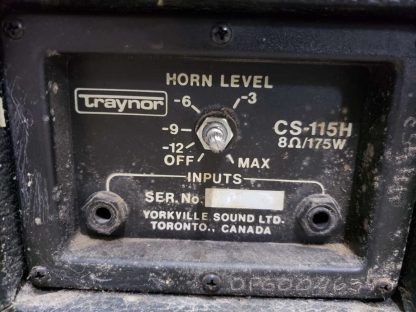 HORN LEVEL
Traynor
-6
-3
-9
-12
OFF
MAX
CS-115H
8Ω/175W
INPUTS
SER. No.
YORKVILLE SOUND LTD.
TORONTO., CANADA